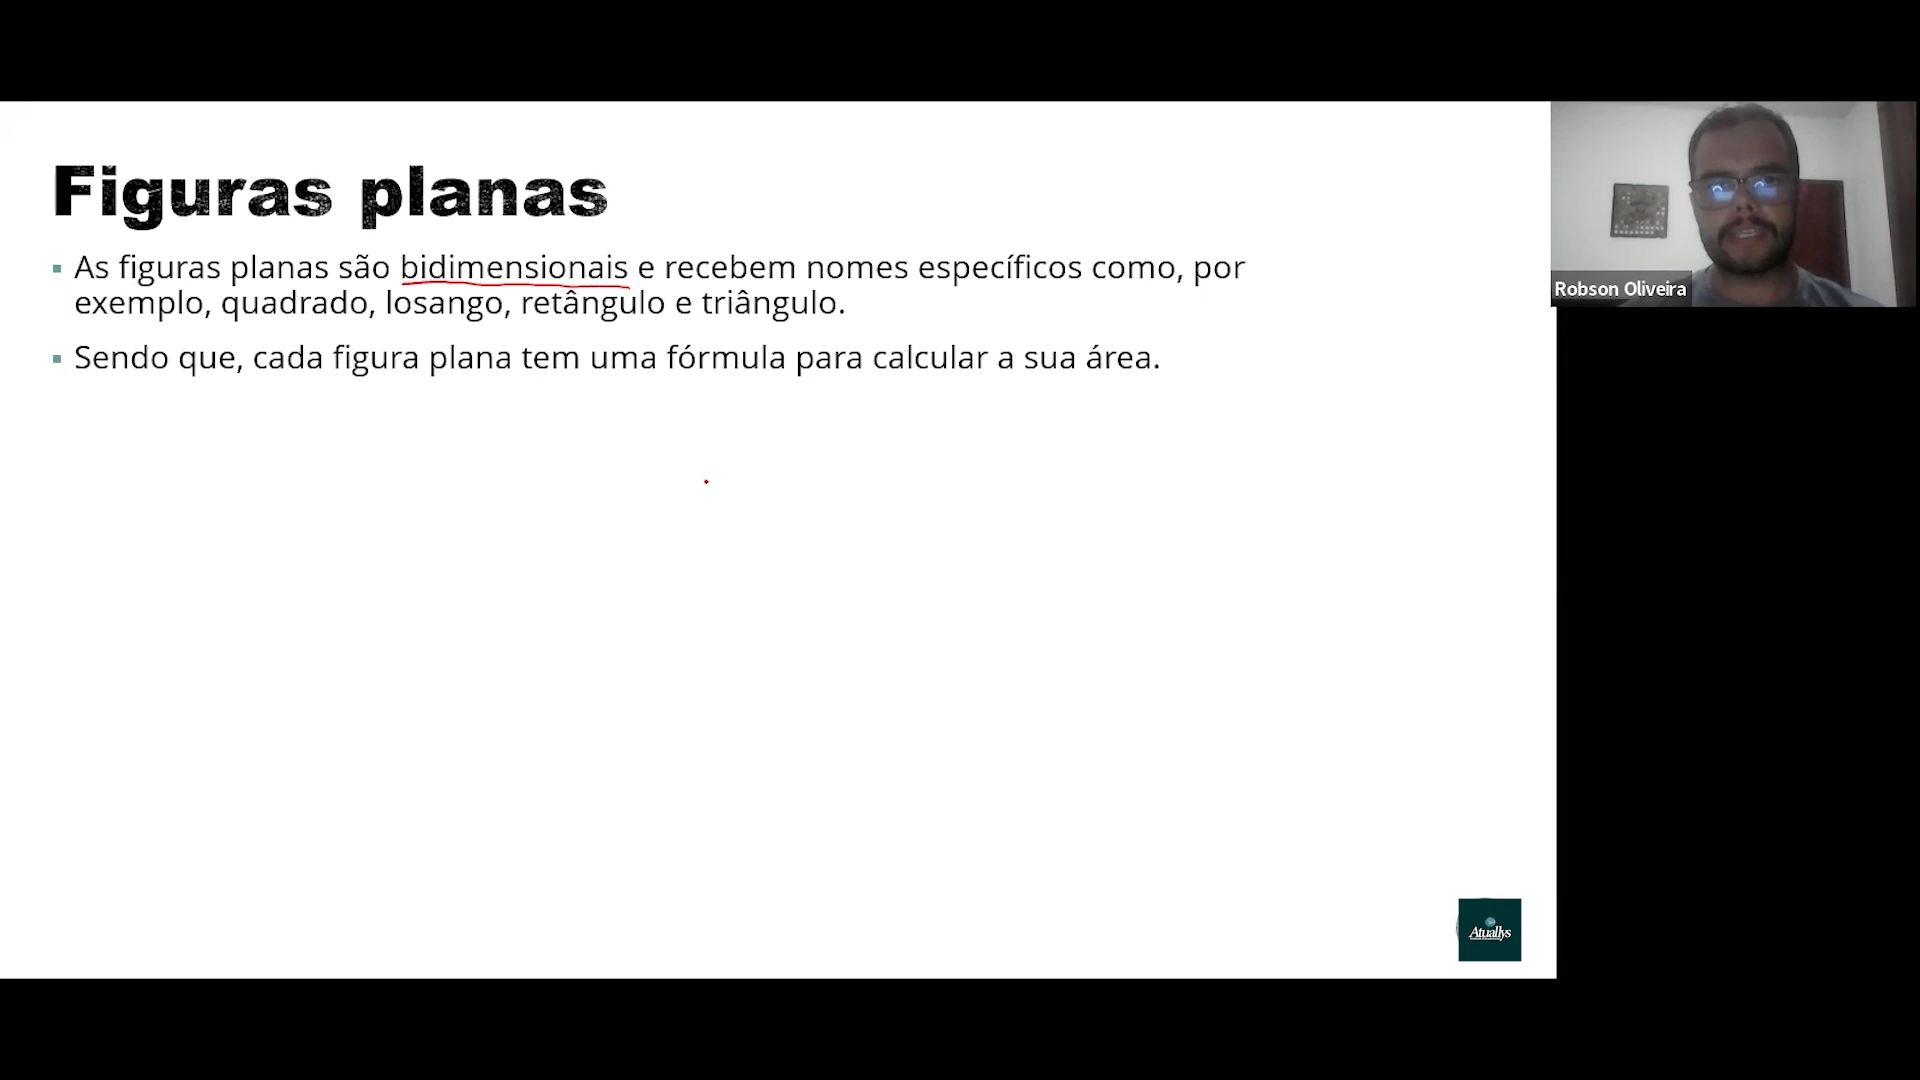 Figuras planas
As figuras planas são bidimensionais e recebem nomes específicos como, por
exemplo, quadrado, losango, retângulo e triângulo.
Sendo que, cada figura plana tem uma fórmula para calcular a sua área.
Robson Oliveira
Atuallys